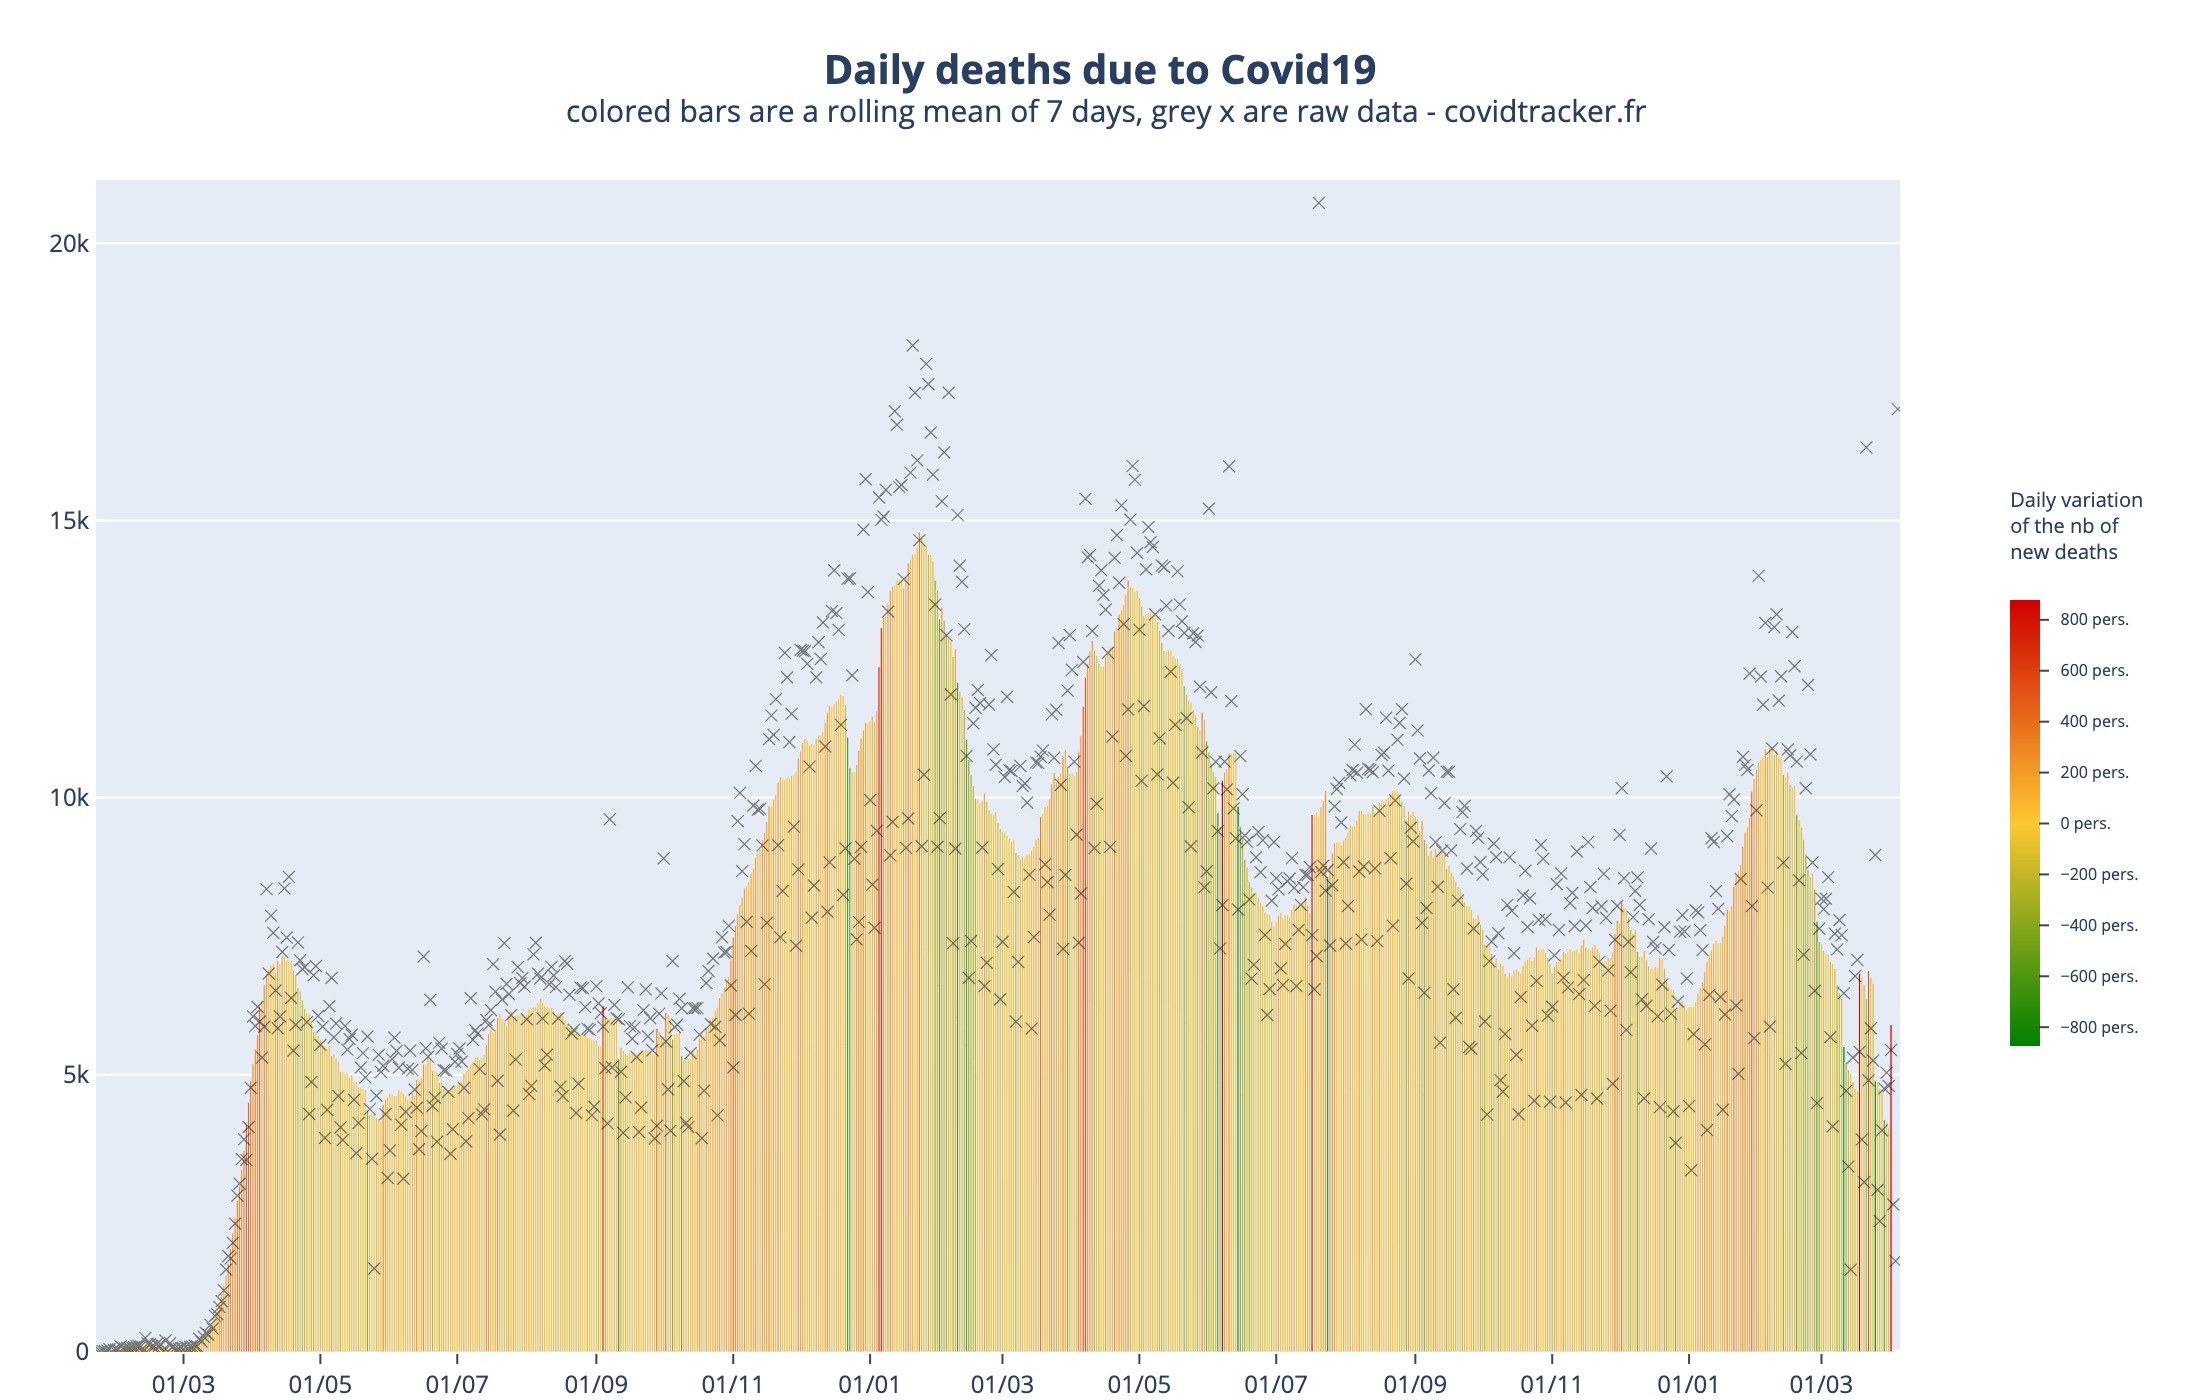 Daily deaths due to Covid19
colored bars are a rolling mean of 7 days, grey x are raw data - covidtracker.fr
20k
15k
10k
5k
0
01/03
01/05
01/07
01/09
01/11
01/01
01/03
01/05
01/07
01/09
01/11
01/01
01/03
Daily variation
of the nb of
new deaths
800 pers.
600 pers.
400 pers.
200 pers.
0 pers.
−200 pers.
−400 pers.
−600 pers.
−800 pers.